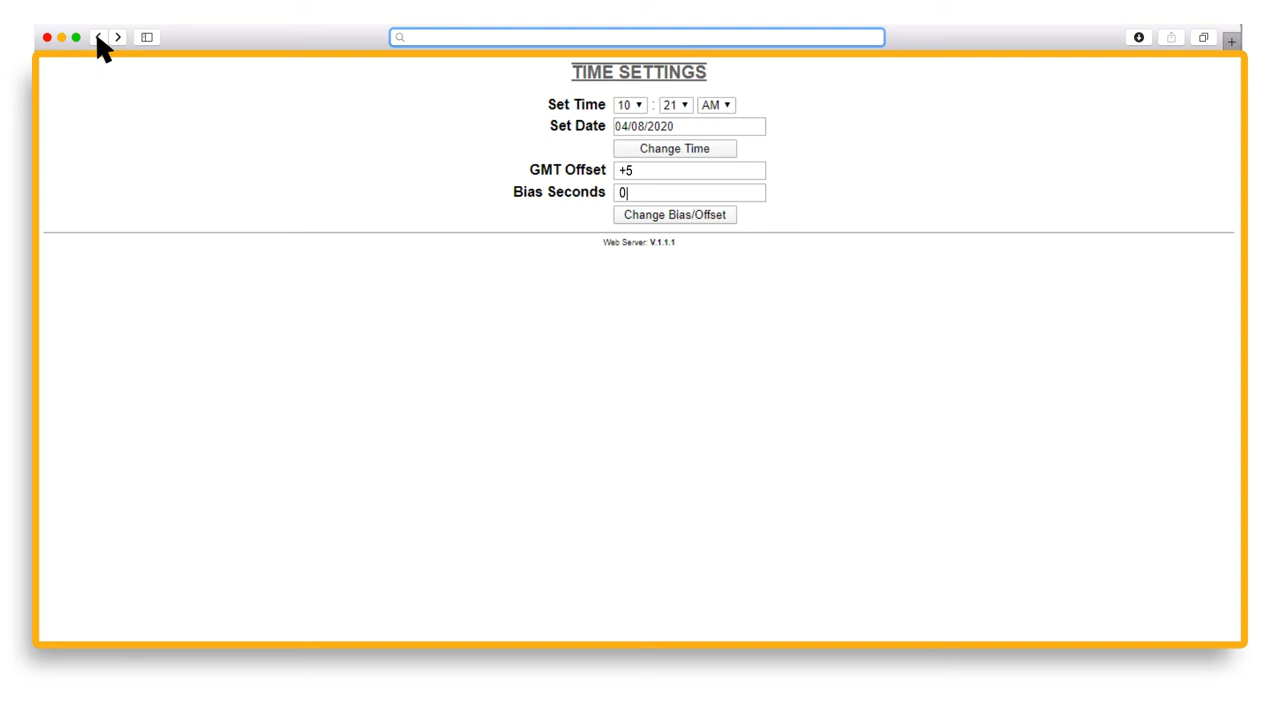 TIME SETTINGS
Set Time 10 : 21 AM
Set Date 04/08/2020
Change Time
GMT Offset +5
Bias Seconds 0
Change Bias/Offset
Web Server: V.1.1.1